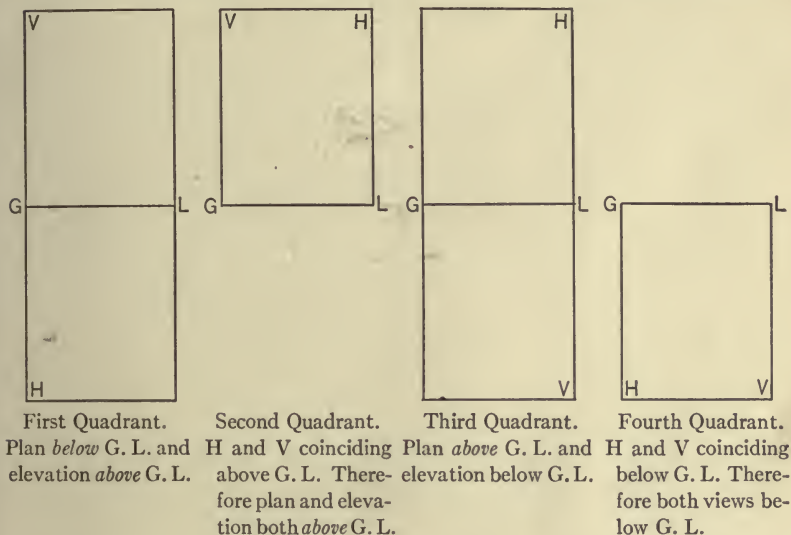 V
V H
H
G L
G L
G L
G L
H
V
H V
First Quadrant.
Plan below G. L. and
elevation above G. L.
Second Quadrant.
H and V coinciding
above G. L. There-
fore plan and eleva-
tion both above G. L.
Third Quadrant.
Plan above G. L. and
elevation below G. L.
Fourth Quadrant.
H and V coinciding
below G. L. There-
fore both views be-
low G. L.